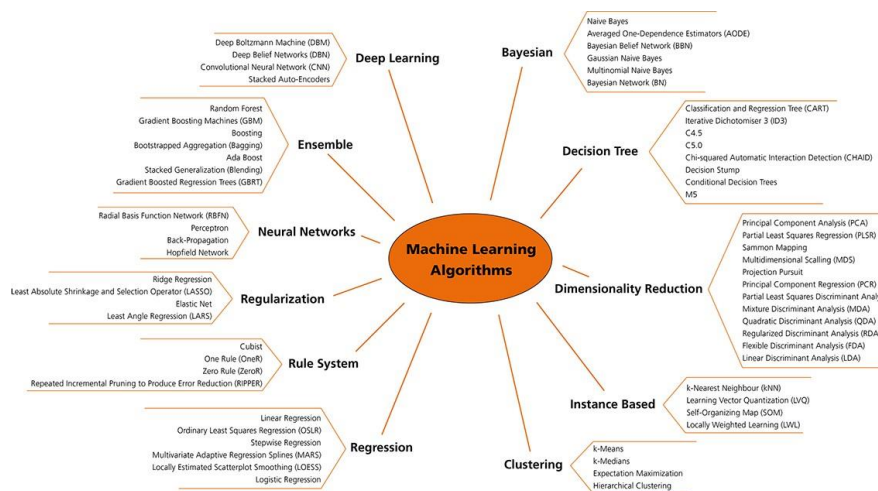 Deep Learning
Deep Boltzmann Machine (DBM)
Deep Belief Networks (DBN)
Convolutional Neural Network (CNN)
Stacked Auto-Encoders
Ensemble
Random Forest
Gradient Boosting Machines (GBM)
Boosting
Bootstrapped Aggregation (Bagging)
Ada Boost
Stacked Generalization (Blending)
Gradient Boosted Regression Trees (GBRT)
Neural Networks
Radial Basis Function Network (RBFN)
Perceptron
Back-Propagation
Hopfield Network
Regularization
Ridge Regression
Least Absolute Shrinkage and Selection Operator (LASSO)
Elastic Net
Least Angle Regression (LARS)
Rule System
Cubist
One Rule (OneR)
Zero Rule (ZeroR)
Repeated Incremental Pruning to Produce Error Reduction (RIPPER)
Regression
Linear Regression
Ordinary Least Squares Regression (OSLR)
Stepwise Regression
Multivariate Adaptive Regression Splines (MARS)
Locally Estimated Scatterplot Smoothing (LOESS)
Logistic Regression
Machine Learning
Algorithms
Bayesian
Naive Bayes
Averaged One-Dependence Estimators (AODE)
Bayesian Belief Network (BBN)
Gaussian Naive Bayes
Multinomial Naive Bayes
Bayesian Network (BN)
Decision Tree
Classification and Regression Tree (CART)
Iterative Dichotomiser 3 (ID3)
C4.5
C5.0
Chi-squared Automatic Interaction Detection (CHAID)
Decision Stump
Conditional Decision Trees
M5
Dimensionality Reduction
Principal Component Analysis (PCA)
Partial Least Squares Regression (PLSR)
Sammon Mapping
Multidimensional Scalling (MDS)
Projection Pursuit
Principal Component Regression (PCR)
Partial Least Squares Discriminant
Mixture Discriminant Analysis (MDA)
Quadratic Discriminant Analysis (QDA)
Regularized Discriminant Analysis (RDA
Flexible Discriminant Analysis (FDA)
Linear Discriminant Analysis (LDA)
Instance Based
k-Nearest Neighbour (kNN)
Learning Vector Quantization (LVQ)
Self-Organizing Map (SOM)
Locally Weighted Learning (LWL)
Clustering
k-Means
k-Medians
Expectation Maximization
Hierarchical Clustering